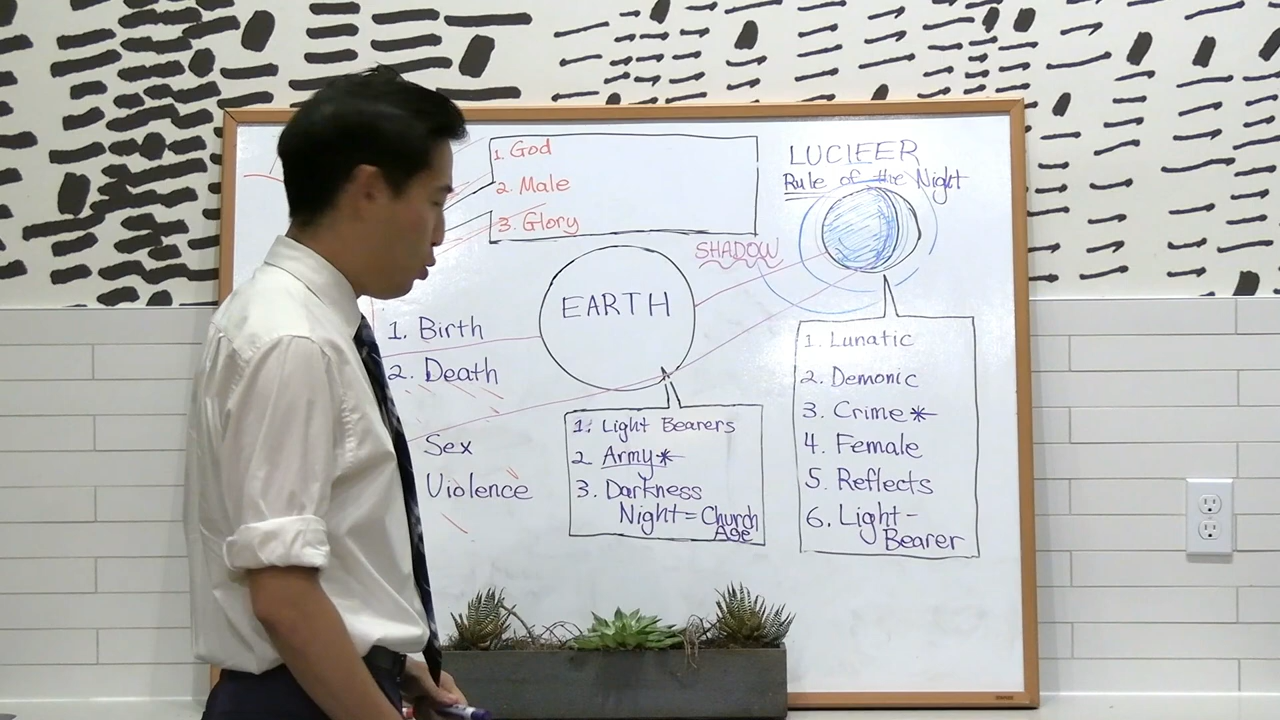 1. God
2. Male
3. Glory
LUCIFER
Rule of the Night
SHADOW
EARTH
1. Birth
2. Death
Sex
Violence
1. Light Bearers
2 Army*
3. Darkness
Night = Church
Age
1. Lunatic
2. Demonic
3. Crime*
4. Female
5. Reflects
6. Light-
Bearer